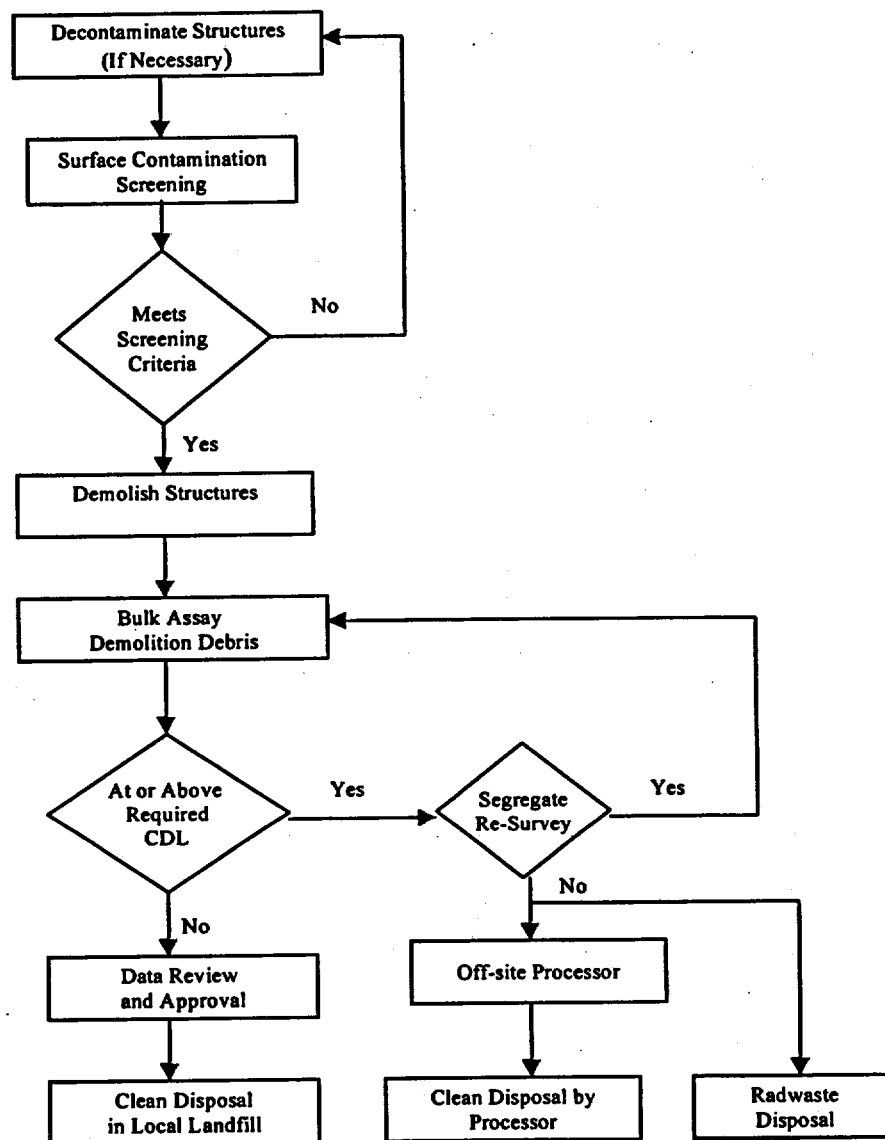 Decontaminate Structures
(If Necessary)
Surface Contamination
Screening
No
Meets
Screening
Criteria
Yes
Demolish Structures
Bulk Assay
Demolition Debris
At or Above
Required
CDL
Yes
Segregate
Re-Survey
Yes
No
No
Data Review
and Approval
Off-site Processor
Clean Disposal
in Local Landfill
Clean Disposal by
Processor
Radwaste
Disposal